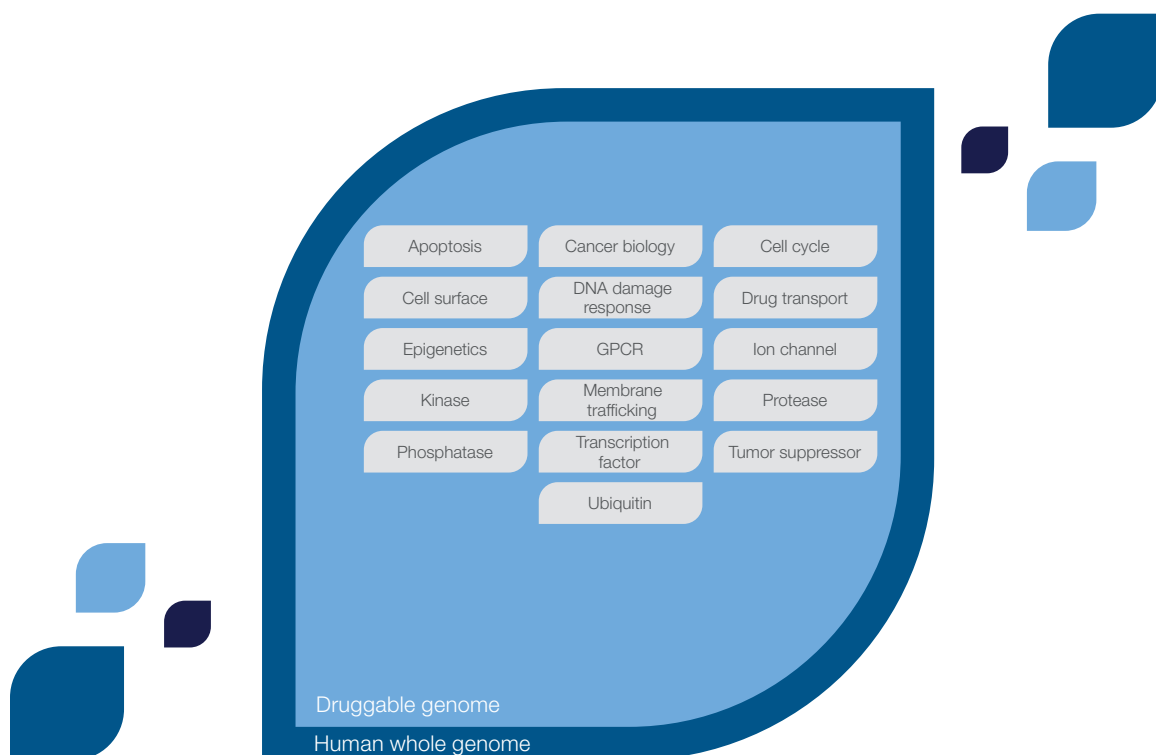 Apoptosis
Cancer biology
Cell cycle
Cell surface
DNA damage
response
Drug transport
Epigenetics
GPCR
Ion channel
Kinase
Membrane
trafficking
Protease
Phosphatase
Transcription
factor
Tumor suppressor
Ubiquitin
Druggable genome
Human whole genome